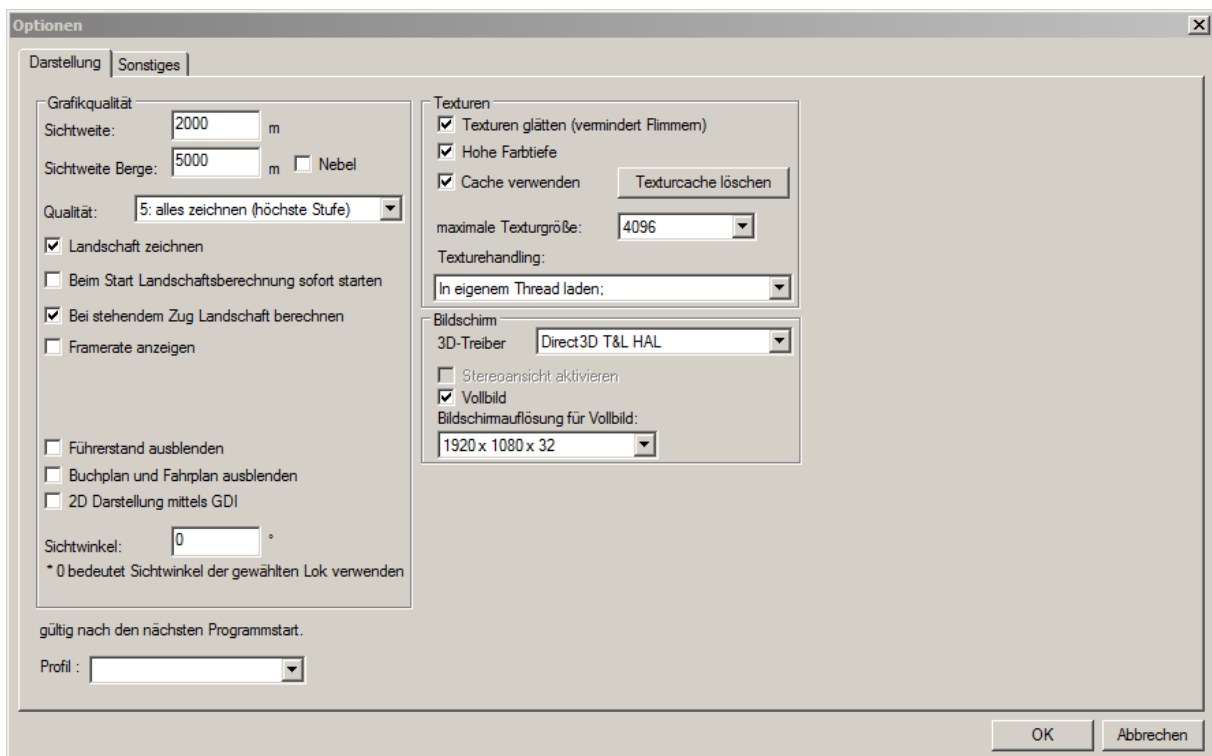 Optionen
Darstellung
Sonstiges
Grafikqualität
Sichtweite: 2000 m
Sichtweite Berge: 5000 m Nebel
Qualität: 5: alles zeichnen (höchste Stufe)
Landschaft zeichnen
Beim Start Landschaftsberechnung sofort starten
Bei stehendem Zug Landschaft berechnen
Framerate anzeigen
Führerstand ausblenden
Buchplan und Fahrplan ausblenden
2D Darstellung mittels GDI
Sichtwinkel: 0 °
* 0 bedeutet Sichtwinkel der gewählten Lok verwenden
Texturen
Texturen glätten (vermindert Flimmern)
Hohe Farbtiefe
Cache verwenden Texturcache löschen
maximale Texturgröße: 4096
Texturehandling:
In eigenem Thread laden;
Bildschirm
3D-Treiber Direct3D T&L HAL
Stereoansicht aktivieren
Vollbild
Bildschirmauflösung für Vollbild:
1920 x 1080 x 32
gültig nach den nächsten Programmstart.
Profil :
OK Abbrechen